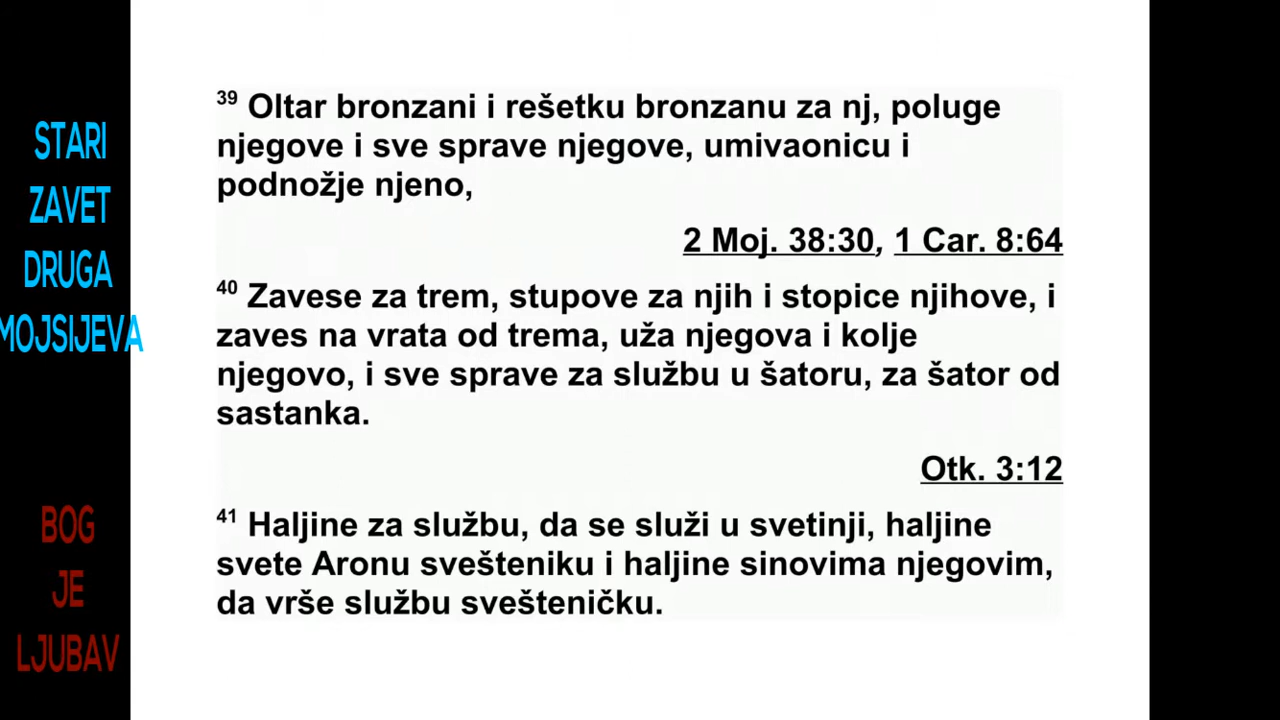 STARI
ZAVET
DRUGA
MOJSIJEVA
BOG
JE
LJUBAV
39 Oltar bronzani i rešetku bronzanu za nj, poluge
njegove i sve sprave njegove, umivaonicu i
podnožje njeno,
2 Moj. 38:30, 1 Car. 8:64
40 Zavese za trem, stupove za njih i stopice njihove, i
zaves na vrata od trema, uža njegova i kolje
njegovo, i sve sprave za službu u šatoru, za šator od
sastanka.
Otk. 3:12
41 Haljine za službu, da se služi u svetinji, haljine
svete Aronu svešteniku i haljine sinovima njegovim,
da vrše službu svešteničku.